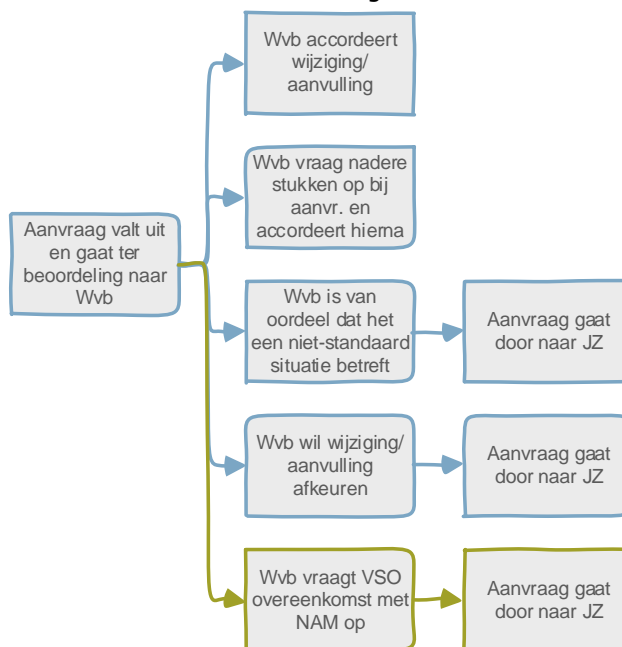 Wvb accordeert
wijziging/
aanvulling
Wvb vraag nadere
stukken op bij
aanvr. en
accordeert hierna
Aanvraag valt uit
en gaat ter
beoordeling naar
Wvb
Wvb is van
oordeel dat het
een niet-standaard
situatie betreft
Aanvraag gaat
door naar JZ
Wvb wil wijziging/
aanvulling
afkeuren
Aanvraag gaat
door naar JZ
Wvb vraagt VSO
overeenkomst met
NAM op
Aanvraag gaat
door naar JZ